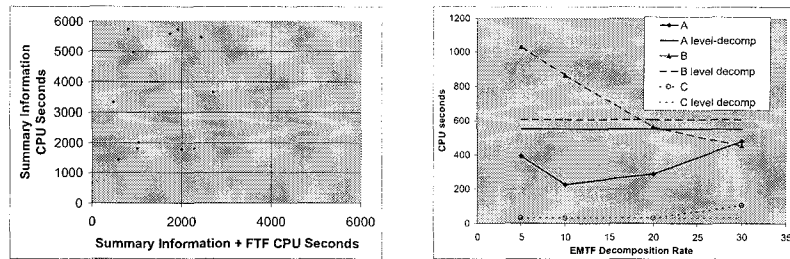 6000
5000
4000
3000
2000
1000
0
0 2000 4000 6000
Summary Information
CPU Seconds
Summary Information + FTF CPU Seconds
1200
1000
800
600
400
200
0
0 5 10 15 20 25 30 35
CPU seconds
EMTF Decomposition Rate
A
A level-decomp
B
B level decomp
C
C level decomp